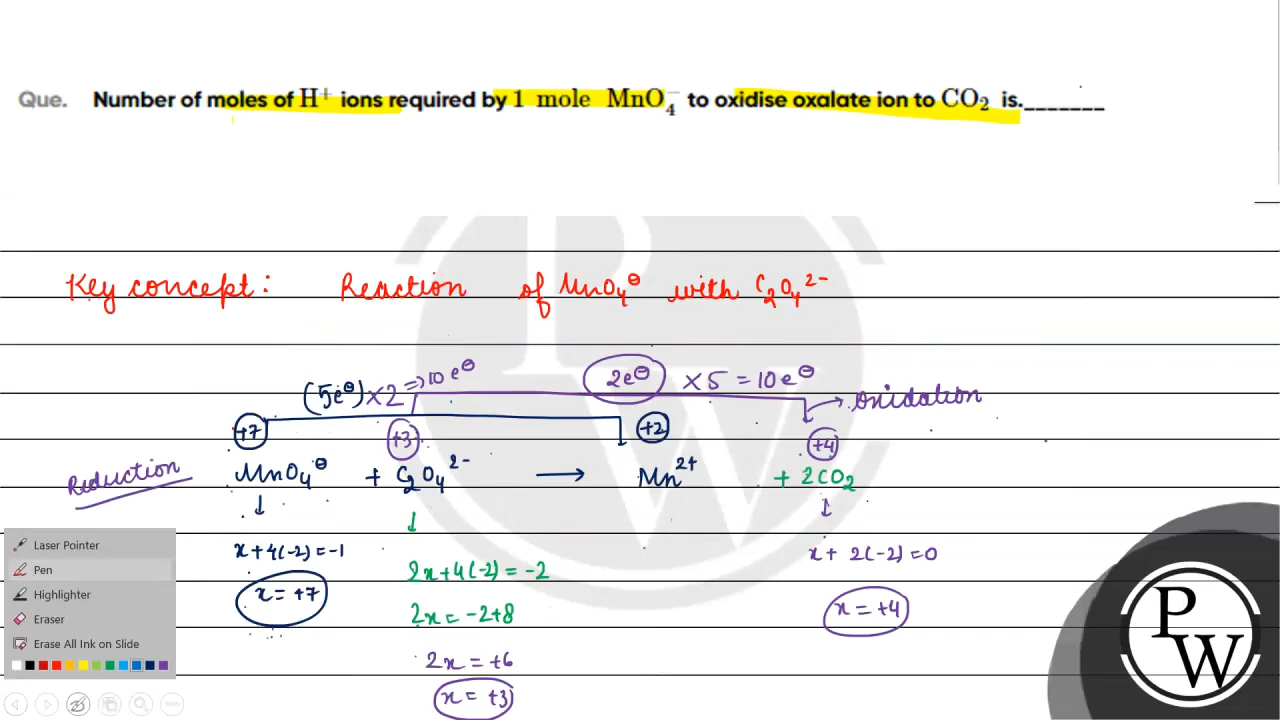 Que. Number of moles of H⁺ ions required by 1 mole MnO₄⁻ to oxidise oxalate ion to CO₂ is._______
Key concept: Reaction of MnO₄⊖ with C₂O₄²⁻
(5e⊖) ×2 ⇒ 10e⊖ 2e⊖ ×5 = 10e⊖ → oxidation
+7 +3 +2 +4
Reduction MnO₄⊖ + C₂O₄²⁻ ⟶ Mn²⁺ + 2CO₂
↓ ↓ ↓
x + 4(-2) = -1 2x + 4(-2) = -2 x + 2(-2) = 0
x = +7 2x = -2+8 x = +4
2x = +6
x = +3
Laser Pointer
Pen
Highlighter
Eraser
Erase All Ink on Slide
P
W